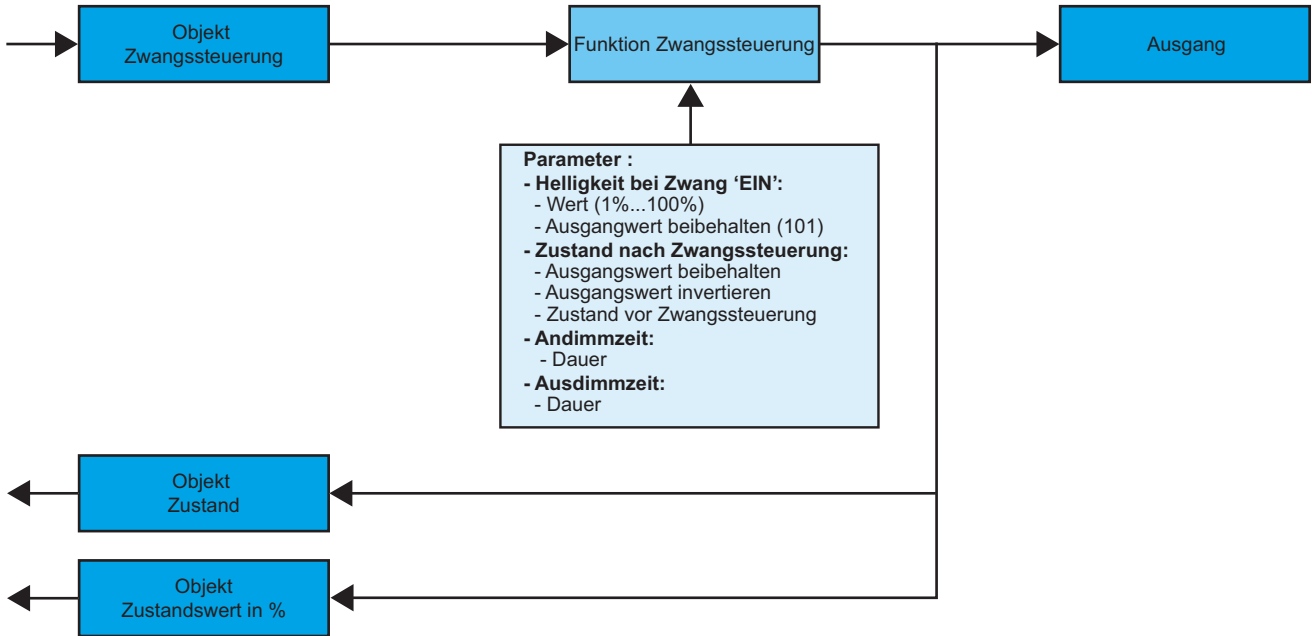 Objekt
Zwangssteuerung
Funktion Zwangssteuerung
Ausgang
Parameter :
- Helligkeit bei Zwang ‘EIN’:
- Wert (1%...100%)
- Ausgangwert beibehalten (101)
- Zustand nach Zwangssteuerung:
- Ausgangswert beibehalten
- Ausgangswert invertieren
- Zustand vor Zwangssteuerung
- Andimmzeit:
- Dauer
- Ausdimmzeit:
- Dauer
Objekt
Zustand
Objekt
Zustandswert in %